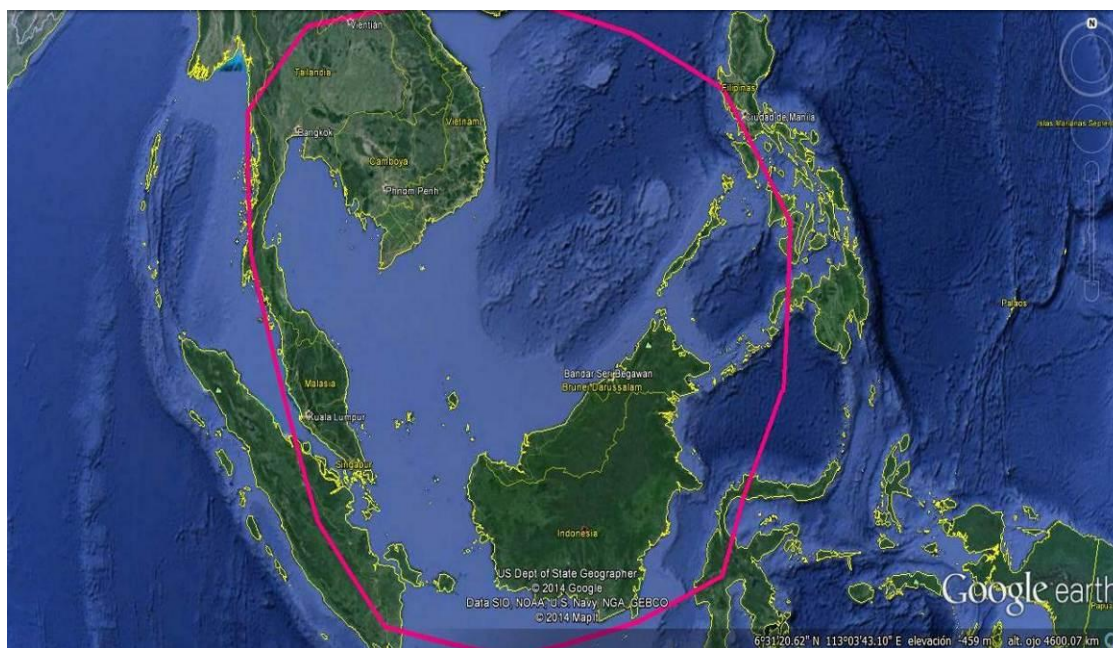 N
Vientián
Tailandia
Filipinas
Ciudad de Manila
Islas Marianas Septen
Vietnam
Bangkok
Camboya
Phnom Penh
Palaos
Bandar Seri Begawan
Brunei Darussalam
Malasia
Kuala Lumpur
Singapur
Indonesia
US Dept of State Geographer
© 2014 Google
Data SIO, NOAA, U.S. Navy, NGA, GEBCO
© 2014 MapIt
Google earth
Papua
6°31'20.62" N 113°03'43.10" E elevación -459 m alt. ojo 4600.07 km